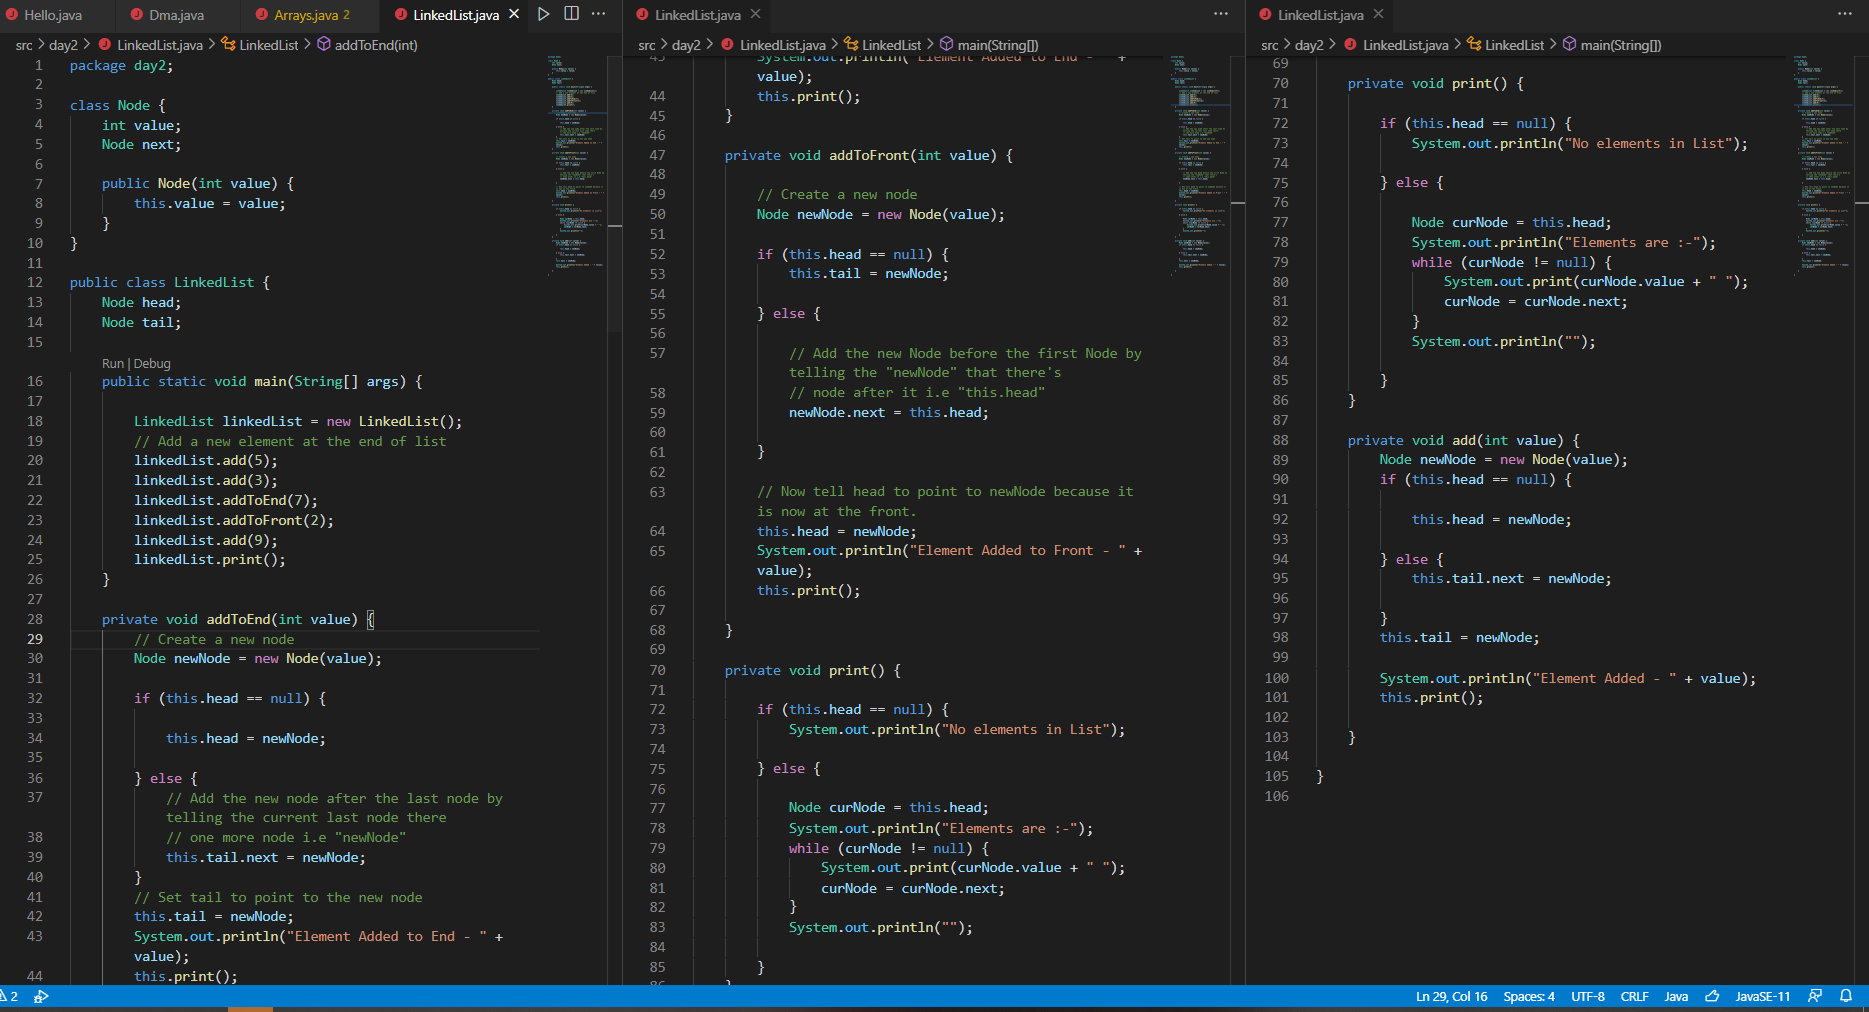 Hello.java
Dma.java
Arrays.java 2
LinkedList.java
src > day2 > LinkedList.java > LinkedList > addToEnd(int)
1 package day2;
2
3 class Node {
4 int value;
5 Node next;
6
7 public Node(int value) {
8 this.value = value;
9 }
10 }
11
12 public class LinkedList {
13 Node head;
14 Node tail;
15
Run | Debug
16 public static void main(String[] args) {
17
18 LinkedList linkedList = new LinkedList();
19 // Add a new element at the end of list
20 linkedList.add(5);
21 linkedList.add(3);
22 linkedList.addToEnd(7);
23 linkedList.addToFront(2);
24 linkedList.add(9);
25 linkedList.print();
26 }
27
28 private void addToEnd(int value) {
29 // Create a new node
30 Node newNode = new Node(value);
31
32 if (this.head == null) {
33
34 this.head = newNode;
35
36 } else {
37 // Add the new node after the last node by
telling the current last node there
38 // one more node i.e "newNode"
39 this.tail.next = newNode;
40 }
41 // Set tail to point to the new node
42 this.tail = newNode;
43 System.out.println("Element Added to End - " +
value);
44 this.print();
LinkedList.java
src > day2 > LinkedList.java > LinkedList > main(String[])
43 System.out.println("Element Added to End - " +
value);
44 this.print();
45 }
46
47 private void addToFront(int value) {
48
49 // Create a new node
50 Node newNode = new Node(value);
51
52 if (this.head == null) {
53 this.tail = newNode;
54
55 } else {
56
57 // Add the new Node before the first Node by
telling the "newNode" that there's
58 // node after it i.e "this.head"
59 newNode.next = this.head;
60
61 }
62
63 // Now tell head to point to newNode because it
is now at the front.
64 this.head = newNode;
65 System.out.println("Element Added to Front - " +
value);
66 this.print();
67
68 }
69
70 private void print() {
71
72 if (this.head == null) {
73 System.out.println("No elements in List");
74
75 } else {
76
77 Node curNode = this.head;
78 System.out.println("Elements are :-");
79 while (curNode != null) {
80 System.out.print(curNode.value + " ");
81 curNode = curNode.next;
82 }
83 System.out.println("");
84
85 }
86 }
LinkedList.java
src > day2 > LinkedList.java > LinkedList > main(String[])
69
70 private void print() {
71
72 if (this.head == null) {
73 System.out.println("No elements in List");
74
75 } else {
76
77 Node curNode = this.head;
78 System.out.println("Elements are :-");
79 while (curNode != null) {
80 System.out.print(curNode.value + " ");
81 curNode = curNode.next;
82 }
83 System.out.println("");
84
85 }
86 }
87
88 private void add(int value) {
89 Node newNode = new Node(value);
90 if (this.head == null) {
91
92 this.head = newNode;
93
94 } else {
95 this.tail.next = newNode;
96
97 }
98 this.tail = newNode;
99
100 System.out.println("Element Added - " + value);
101 this.print();
102
103 }
104
105 }
106
2
Ln 29, Col 16 Spaces: 4 UTF-8 CRLF Java JavaSE-11